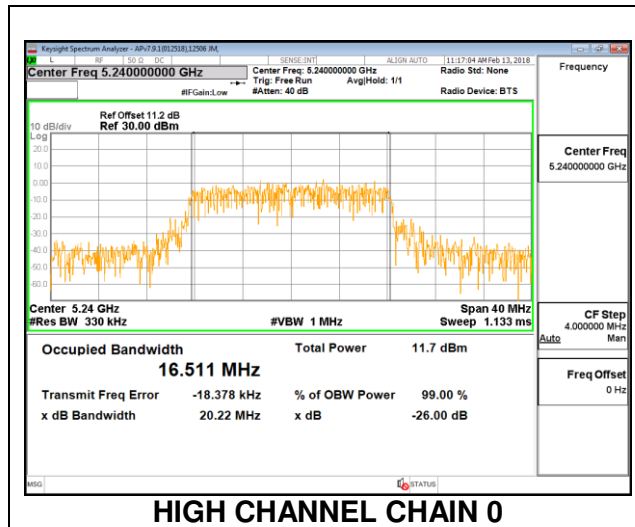 Keysight Spectrum Analyzer - APv7.9.1(012518),12506 JM,
L RF 50 Ω DC SENSE:INT ALIGN AUTO 11:17:04 AM Feb 13, 2018
Center Freq 5.240000000 GHz
Center Freq: 5.240000000 GHz
Radio Std: None
Trig: Free Run Avg|Hold: 1/1
#IFGain:Low
#Atten: 40 dB
Radio Device: BTS
Frequency
Ref Offset 11.2 dB
10 dB/div Ref 30.00 dBm
Log
20.0
10.0
0.00
-10.0
-20.0
-30.0
-40.0
-50.0
-60.0
Center Freq
5.240000000 GHz
Center 5.24 GHz Span 40 MHz
#Res BW 330 kHz #VBW 1 MHz Sweep 1.133 ms
CF Step
4.000000 MHz
Auto Man
Occupied Bandwidth Total Power 11.7 dBm
16.511 MHz
Transmit Freq Error -18.378 kHz % of OBW Power 99.00 %
x dB Bandwidth 20.22 MHz x dB -26.00 dB
Freq Offset
0 Hz
MSG STATUS
HIGH CHANNEL CHAIN 0